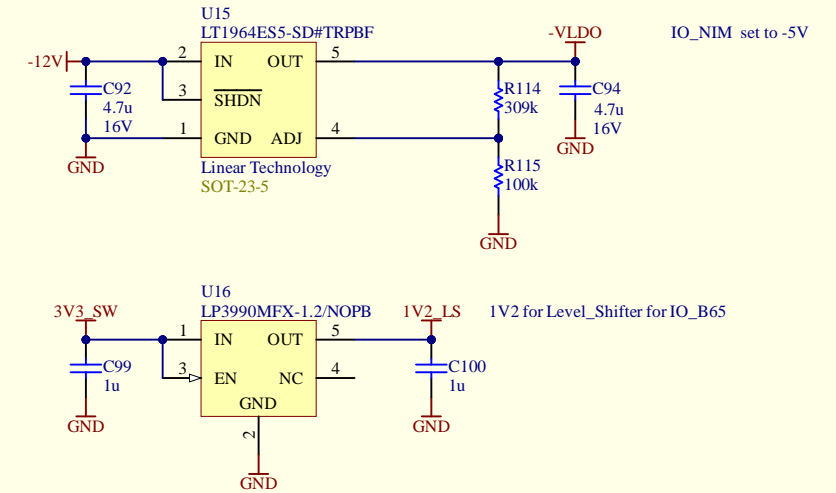 U15
LT1964ES5-SD#TRPBF
-VLDO
IO_NIM set to -5V
-12V
2
IN
OUT
5
C92
4.7u
16V
3
SHDN
R114
309k
C94
4.7u
16V
1
GND
ADJ
4
GND
GND
Linear Technology
SOT-23-5
R115
100k
GND
U16
LP3990MFX-1.2/NOPB
3V3_SW
1V2_LS
1V2 for Level_Shifter for IO_B65
1
IN
OUT
5
C99
1u
3
EN
NC
4
C100
1u
GND
GND
GND
2
GND